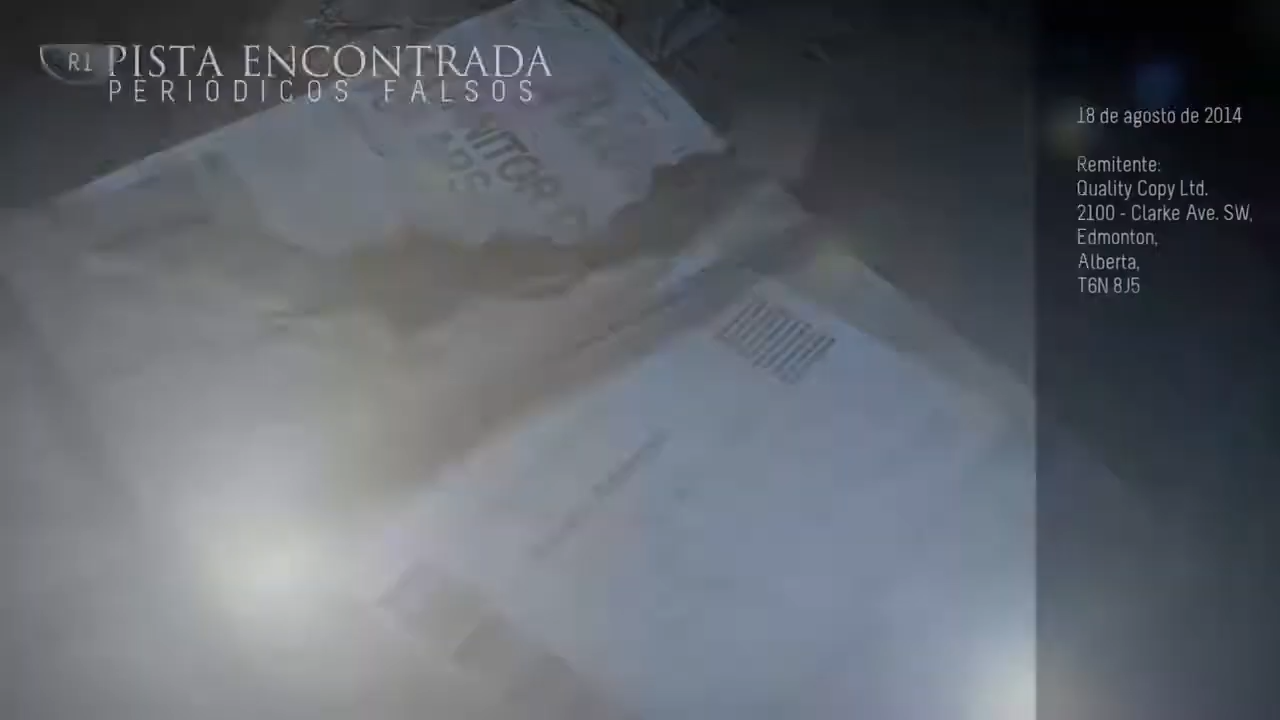 R1 PISTA ENCONTRADA
PERIÓDICOS FALSOS
18 de agosto de 2014
Remitente:
Quality Copy Ltd.
2100 - Clarke Ave. SW,
Edmonton,
Alberta,
T6N 8J5